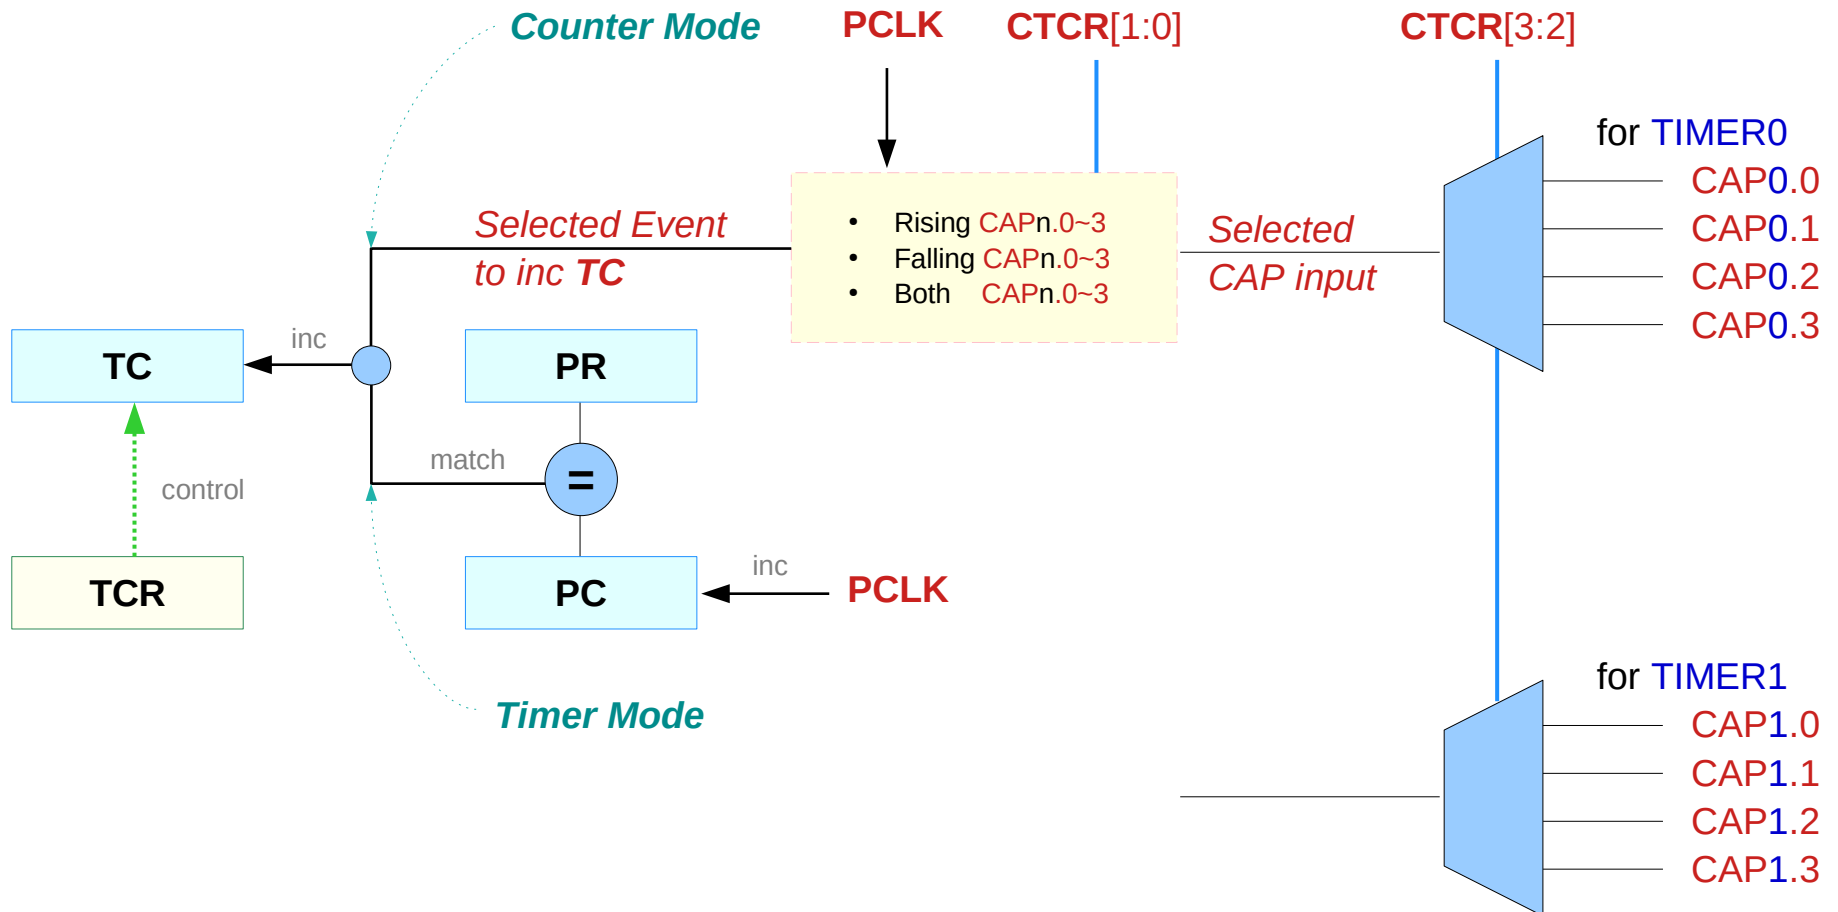 Counter Mode
PCLK
CTCR[1:0]
CTCR[3:2]
for TIMER0
CAP0.0
CAP0.1
CAP0.2
CAP0.3
Selected Event
to inc TC
• Rising CAPn.0~3
• Falling CAPn.0~3
• Both CAPn.0~3
Selected
CAP input
TC
inc
PR
match
=
control
TCR
PC
inc
PCLK
Timer Mode
for TIMER1
CAP1.0
CAP1.1
CAP1.2
CAP1.3